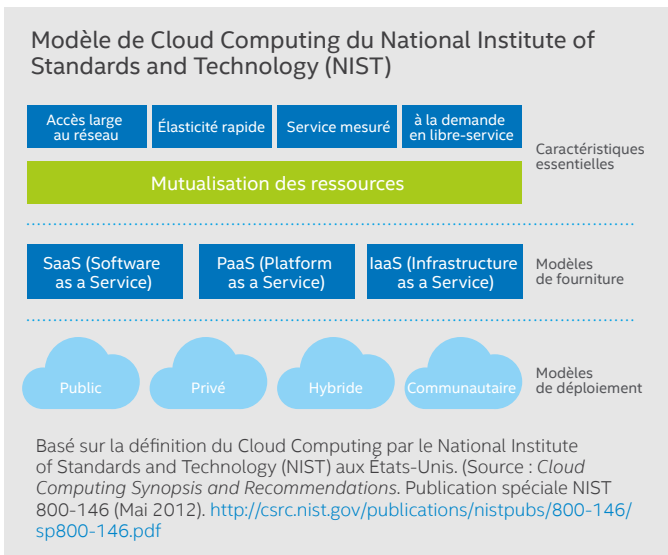 Modèle de Cloud Computing du National Institute of
Standards and Technology (NIST)
Accès large
au réseau
Élasticité rapide
Service mesuré
à la demande
en libre-service
Caractéristiques
essentielles
Mutualisation des ressources
SaaS (Software
as a Service)
PaaS (Platform
as a Service)
IaaS (Infrastructure
as a Service)
Modèles
de fourniture
Public
Privé
Hybride
Communautaire
Modèles
de déploiement
Basé sur la définition du Cloud Computing par le National Institute
of Standards and Technology (NIST) aux États-Unis. (Source : Cloud
Computing Synopsis and Recommendations. Publication spéciale NIST
800-146 (Mai 2012). http://csrc.nist.gov/publications/nistpubs/800-146/
sp800-146.pdf